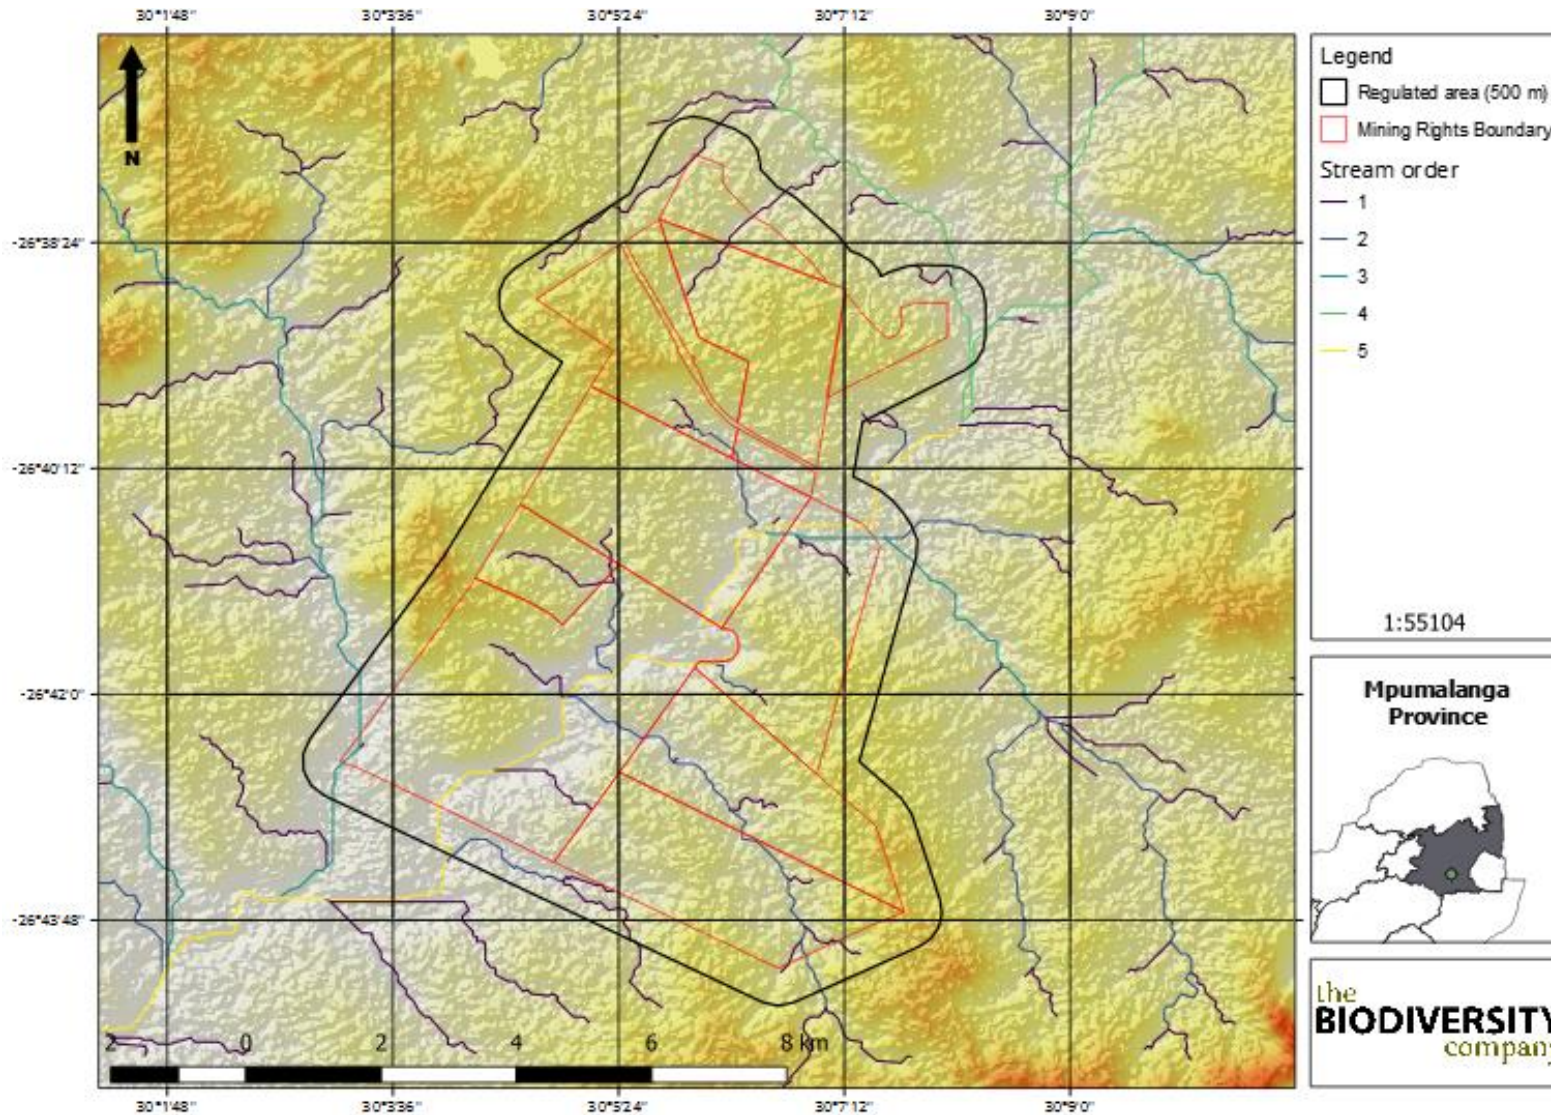 30°1'48" 30°3'36" 30°5'24" 30°7'12" 30°9'0"
N
-26°38'24"
-26°40'12"
-26°42'0"
-26°43'48"
2 0 2 4 6 8 km
30°1'48" 30°3'36" 30°5'24" 30°7'12" 30°9'0"
Legend
Regulated area (500 m)
Mining Rights Boundary
Stream order
1
2
3
4
5
1:55104
Mpumalanga
Province
the
BIODIVERSITY
company